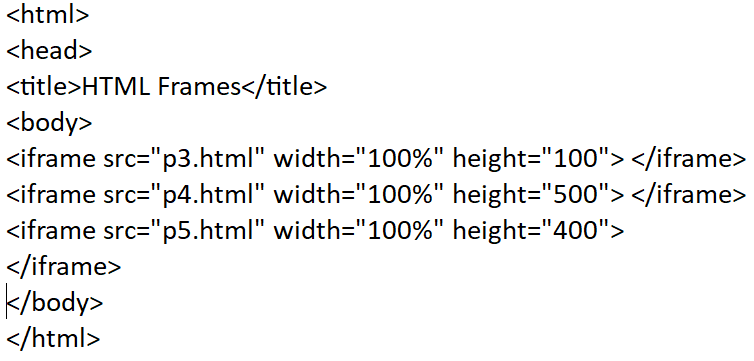 <html>
<head>
<title>HTML Frames</title>
<body>
<iframe src="p3.html" width="100%" height="100"> </iframe>
<iframe src="p4.html" width="100%" height="500"> </iframe>
<iframe src="p5.html" width="100%" height="400">
</iframe>
</body>
</html>